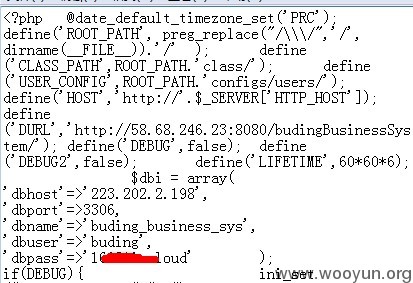 <?php   @date_default_timezone_set('PRC');
define('ROOT_PATH', preg_replace("/\\\/",'/',
dirname(__FILE__)).'/'  );     define
('CLASS_PATH',ROOT_PATH.'class/');     define
('USER_CONFIG',ROOT_PATH.'configs/users/');
define('HOST','http://'.$_SERVER['HTTP_HOST']);
define
('DURL','http://58.68.246.23:8080/budingBusinessSys
tem/'); define('DEBUG',false);  define
('DEBUG2',false);     define('LIFETIME',60*60*6);
$dbi = array(
'dbhost'=>'223.202.2.198',
'dbport'=>3306,
'dbname'=>'buding_business_sys',
'dbuser'=>'buding',
'dbpass'=>'1 loud'     );
if(DEBUG){     ini_set
www.wooyun.org